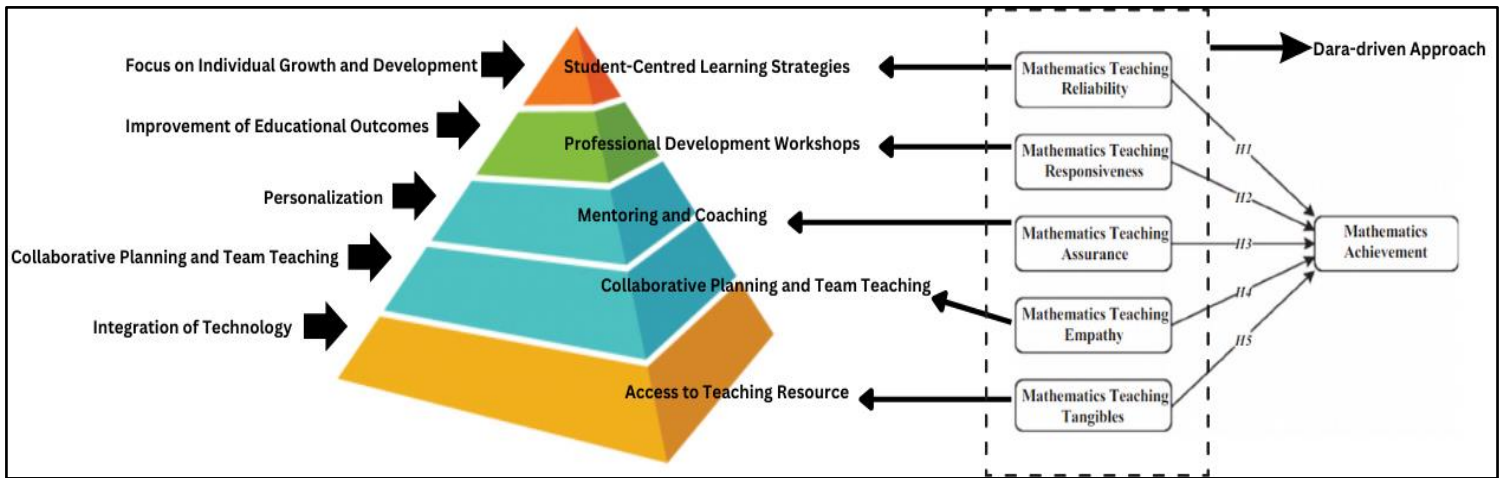 Focus on Individual Growth and Development
Improvement of Educational Outcomes
Personalization
Collaborative Planning and Team Teaching
Integration of Technology
Student-Centred Learning Strategies
Professional Development Workshops
Mentoring and Coaching
Collaborative Planning and Team Teaching
Access to Teaching Resource
Mathematics Teaching
Reliability
Mathematics Teaching
Responsiveness
Mathematics Teaching
Assurance
Mathematics Teaching
Empathy
Mathematics Teaching
Tangibles
H1
H2
H3
H4
H5
Dara-driven Approach
Mathematics
Achievement